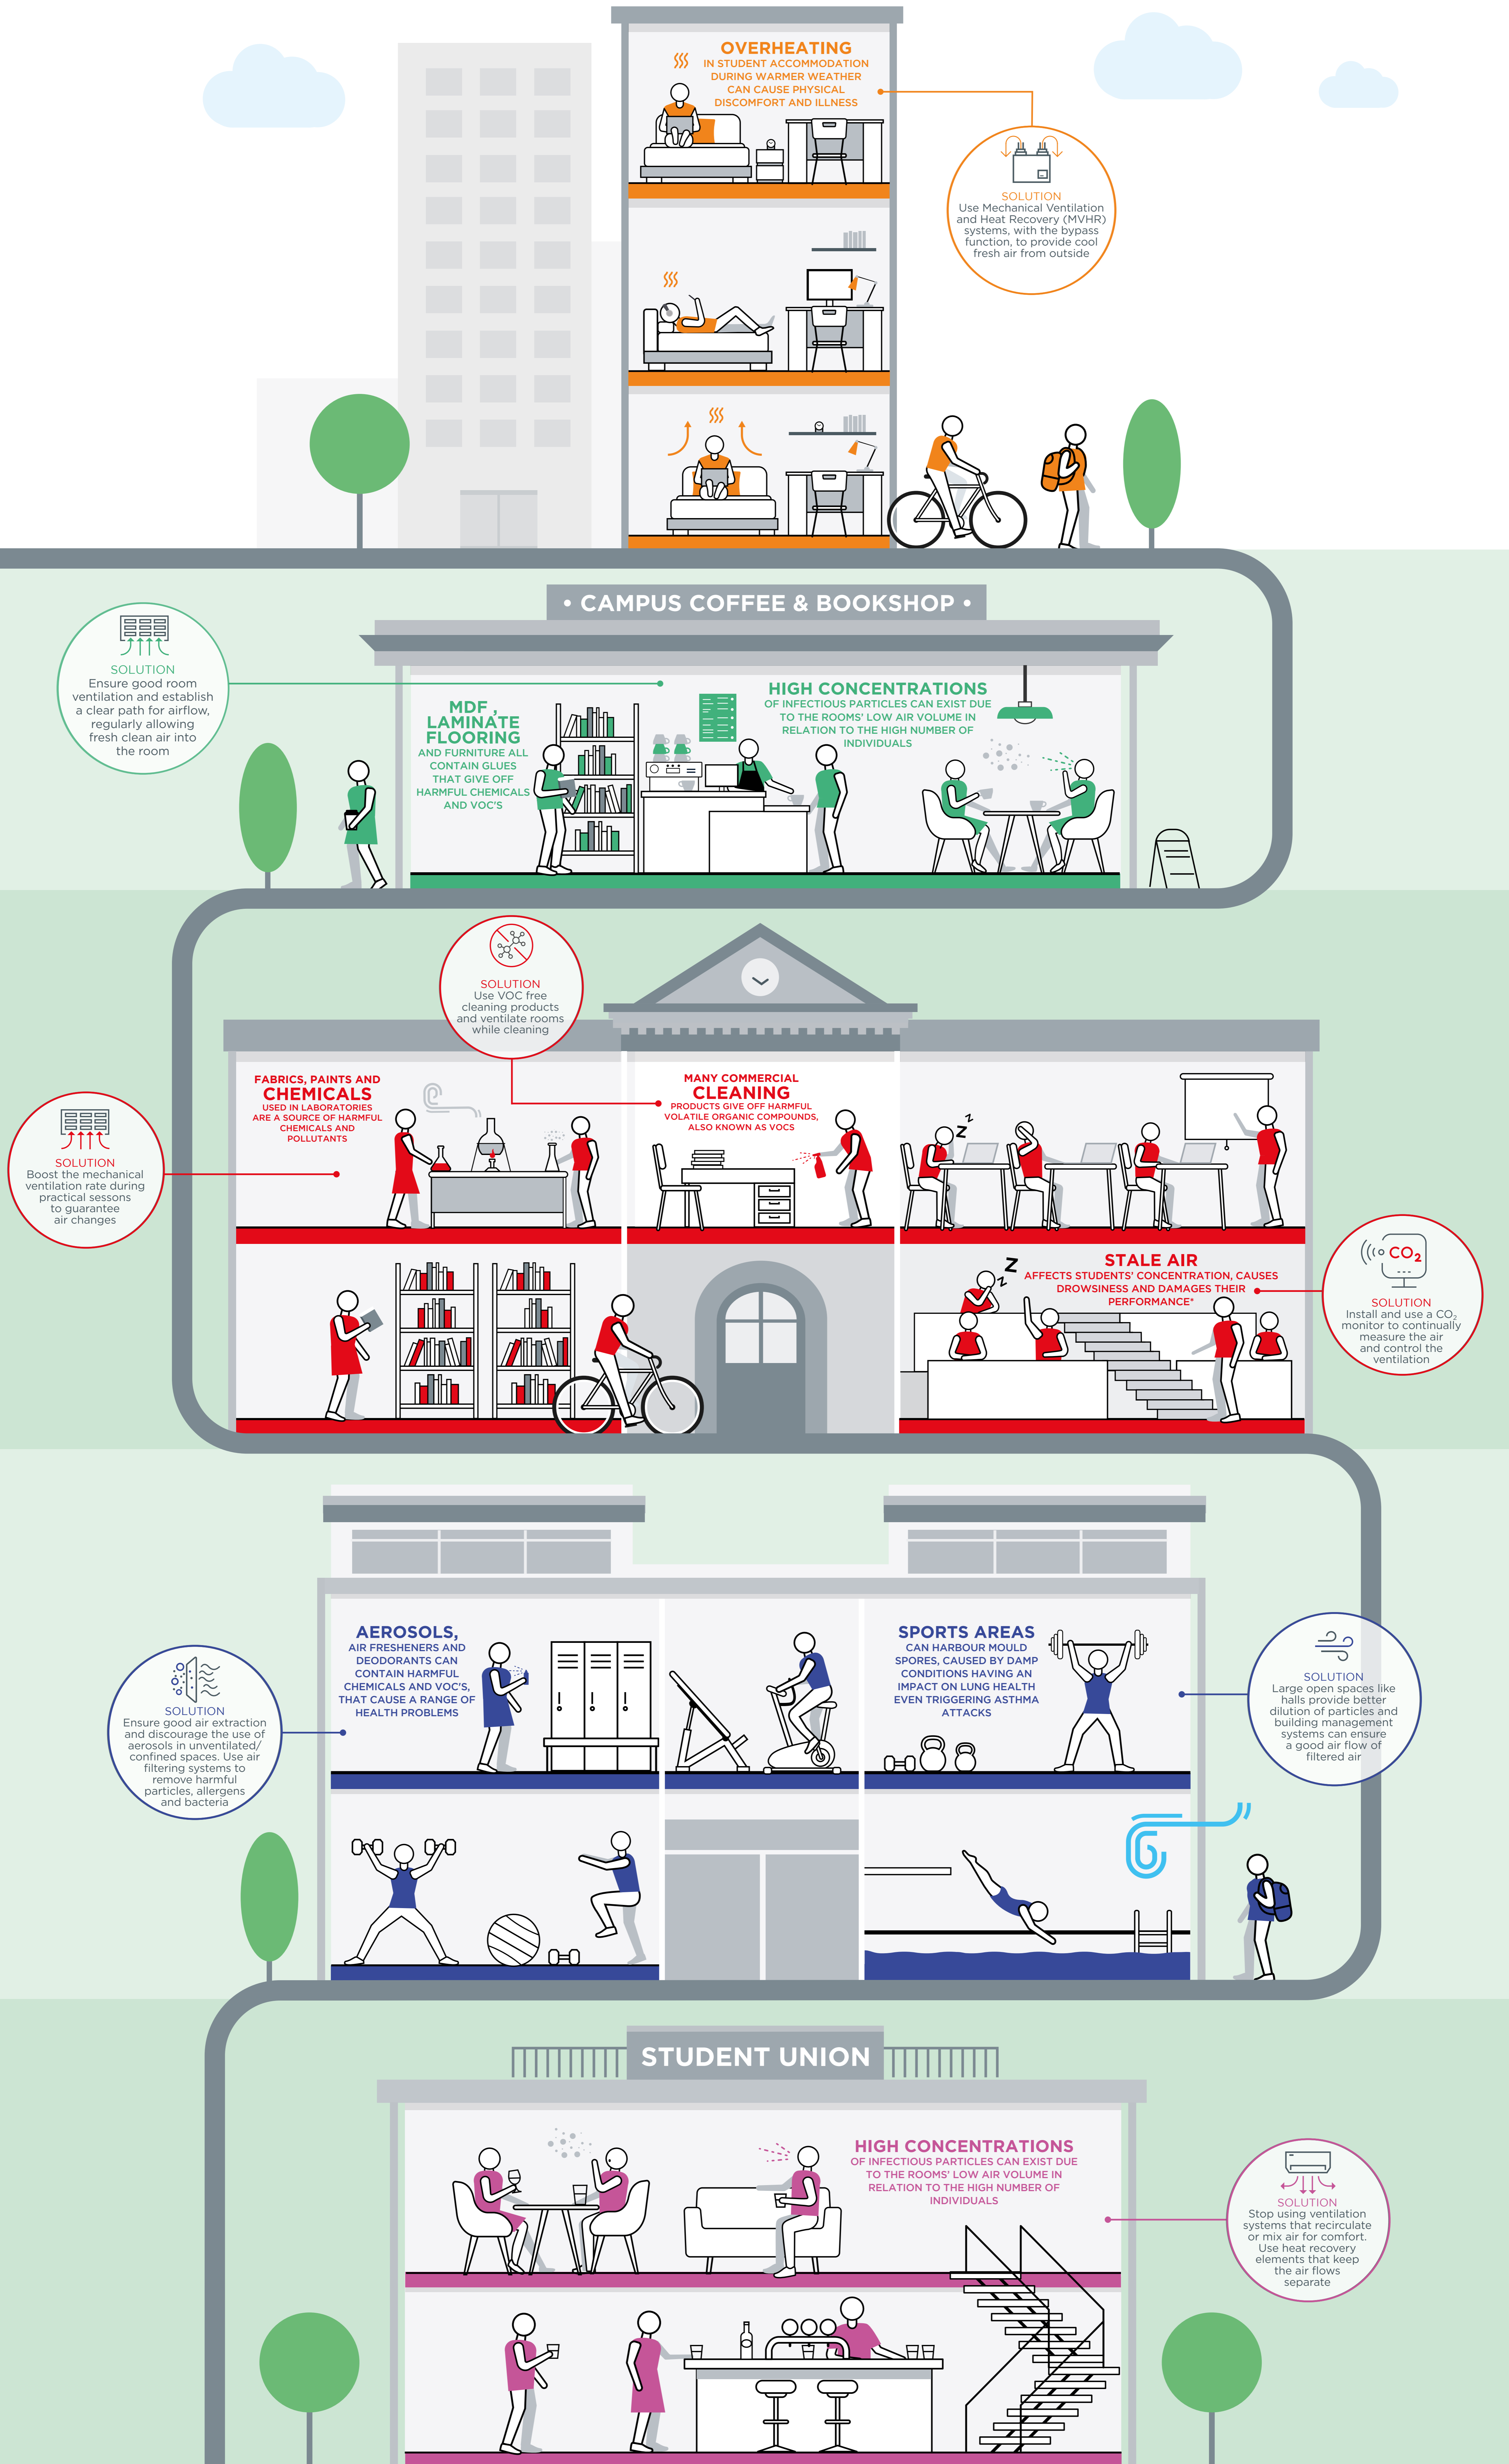 OVERHEATING
IN STUDENT ACCOMMODATION
DURING WARMER WEATHER
CAN CAUSE PHYSICAL
DISCOMFORT AND ILLNESS
SOLUTION
Use Mechanical Ventilation
and Heat Recovery (MVHR)
systems, with the bypass
function, to provide cool
fresh air from outside
• CAMPUS COFFEE & BOOKSHOP •
SOLUTION
Ensure good room
ventilation and establish
a clear path for airflow,
regularly allowing
fresh clean air into
the room
MDF ,
LAMINATE
FLOORING
AND FURNITURE ALL
CONTAIN GLUES
THAT GIVE OFF
HARMFUL CHEMICALS
AND VOC'S
HIGH CONCENTRATIONS
OF INFECTIOUS PARTICLES CAN EXIST DUE
TO THE ROOMS' LOW AIR VOLUME IN
RELATION TO THE HIGH NUMBER OF
INDIVIDUALS
SOLUTION
Use VOC free
cleaning products
and ventilate rooms
while cleaning
FABRICS, PAINTS AND
CHEMICALS
USED IN LABORATORIES
ARE A SOURCE OF HARMFUL
CHEMICALS AND
POLLUTANTS
MANY COMMERCIAL
CLEANING
PRODUCTS GIVE OFF HARMFUL
VOLATILE ORGANIC COMPOUNDS,
ALSO KNOWN AS VOCS
Z
Z
SOLUTION
Boost the mechanical
ventilation rate during
practical sessons
to guarantee
air changes
Z
Z
Z
STALE AIR
AFFECTS STUDENTS' CONCENTRATION, CAUSES
DROWSINESS AND DAMAGES THEIR
PERFORMANCE*
CO₂
SOLUTION
Install and use a CO₂
monitor to continually
measure the air
and control the
ventilation
AEROSOLS,
AIR FRESHENERS AND
DEODORANTS CAN
CONTAIN HARMFUL
CHEMICALS AND VOC'S,
THAT CAUSE A RANGE OF
HEALTH PROBLEMS
SPORTS AREAS
CAN HARBOUR MOULD
SPORES, CAUSED BY DAMP
CONDITIONS HAVING AN
IMPACT ON LUNG HEALTH
EVEN TRIGGERING ASTHMA
ATTACKS
SOLUTION
Ensure good air extraction
and discourage the use of
aerosols in unventilated/
confined spaces. Use air
filtering systems to
remove harmful
particles, allergens
and bacteria
SOLUTION
Large open spaces like
halls provide better
dilution of particles and
building management
systems can ensure
a good air flow of
filtered air
STUDENT UNION
HIGH CONCENTRATIONS
OF INFECTIOUS PARTICLES CAN EXIST DUE
TO THE ROOMS' LOW AIR VOLUME IN
RELATION TO THE HIGH NUMBER OF
INDIVIDUALS
SOLUTION
Stop using ventilation
systems that recirculate
or mix air for comfort.
Use heat recovery
elements that keep
the air flows
separate